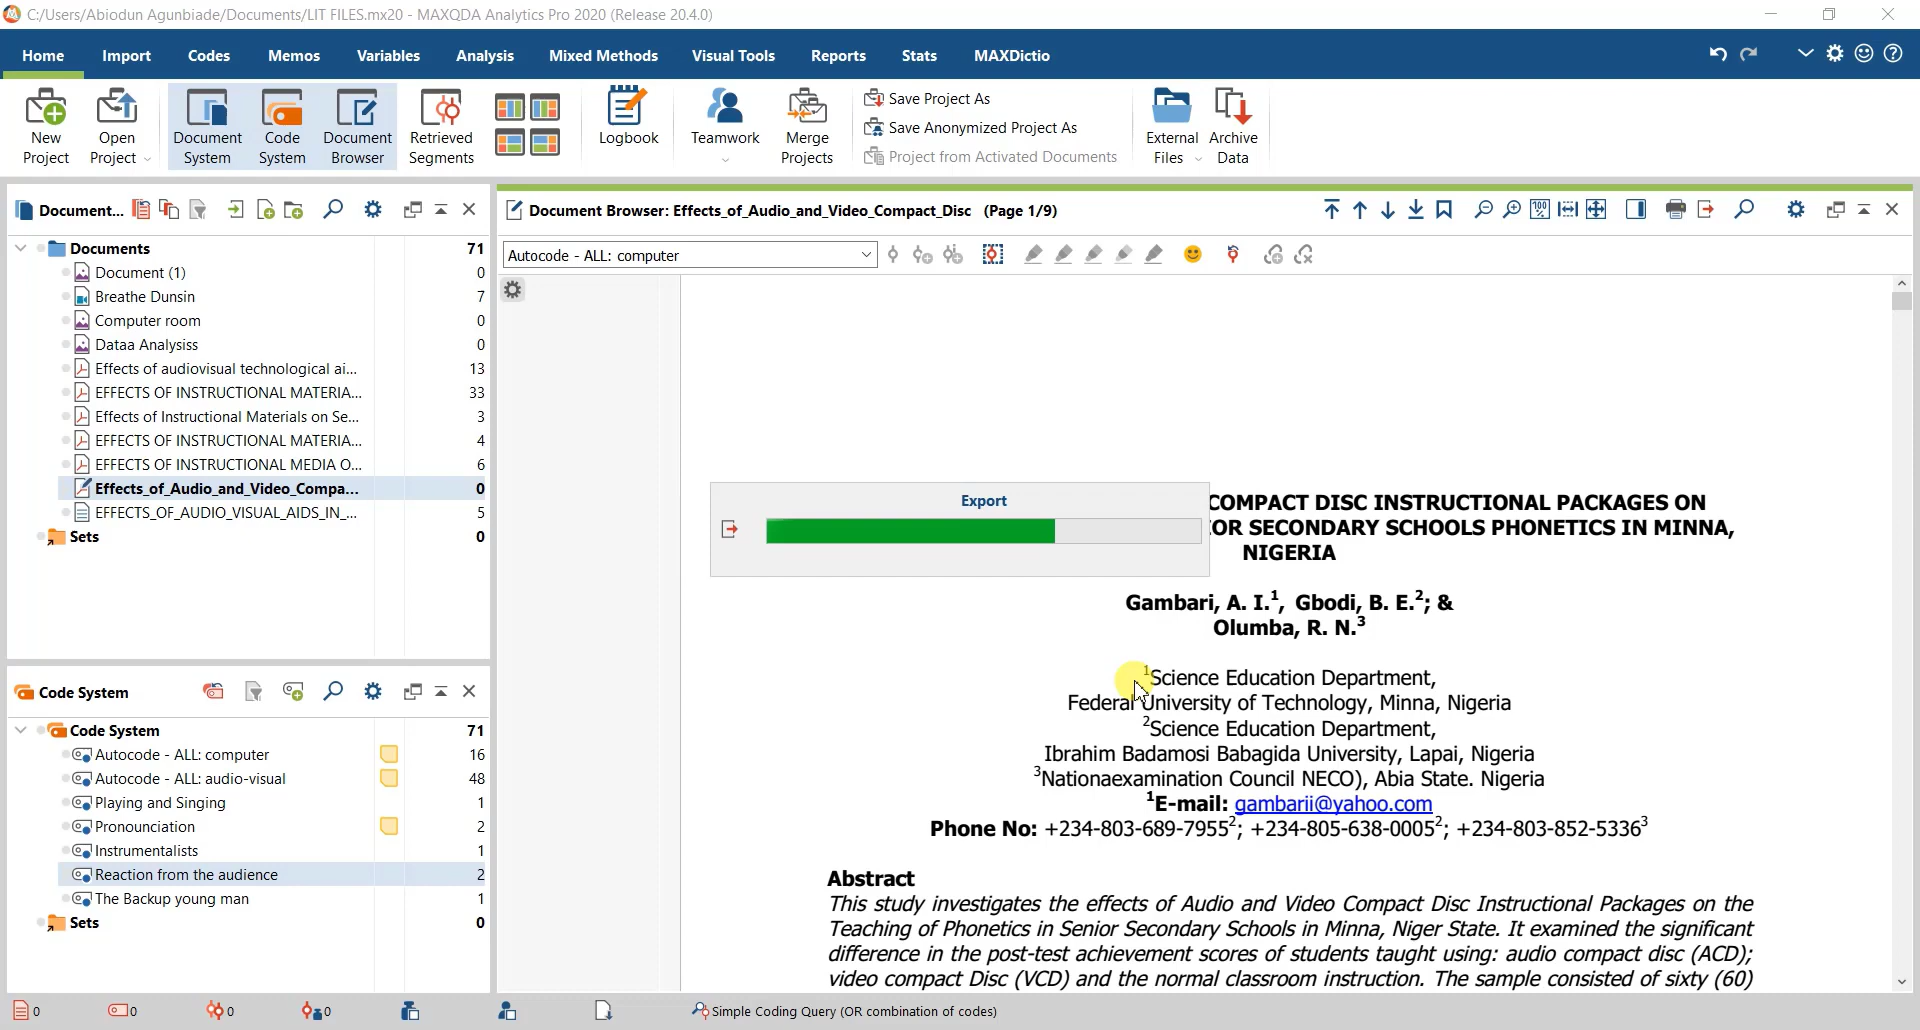 C:/Users/Abiodun Agunbiade/Documents/LIT FILES.mx20 - MAXQDA Analytics Pro 2020 (Release 20.4.0)
Home Import Codes Memos Variables Analysis Mixed Methods Visual Tools Reports Stats MAXDictio
New Project
Open Project
Document System
Code System
Document Browser
Retrieved Segments
Logbook
Teamwork
Merge Projects
Save Project As
Save Anonymized Project As
Project from Activated Documents
External Files
Archive Data
Document...
Documents 71
Document (1) 0
Breathe Dunsin 7
Computer room 0
Dataa Analysiss 0
Effects of audiovisual technological ai... 13
EFFECTS OF INSTRUCTIONAL MATERIA... 33
Effects of Instructional Materials on Se... 3
EFFECTS OF INSTRUCTIONAL MATERIA... 4
EFFECTS OF INSTRUCTIONAL MEDIA O... 6
Effects_of_Audio_and_Video_Compa... 0
EFFECTS_OF_AUDIO_VISUAL_AIDS_IN_... 5
Sets 0
Code System
Code System 71
Autocode - ALL: computer 16
Autocode - ALL: audio-visual 48
Playing and Singing 1
Pronounciation 2
Instrumentalists 1
Reaction from the audience 2
The Backup young man 1
Sets 0
Document Browser: Effects_of_Audio_and_Video_Compact_Disc (Page 1/9)
100%
Autocode - ALL: computer
Export
COMPACT DISC INSTRUCTIONAL PACKAGES ON
OR SECONDARY SCHOOLS PHONETICS IN MINNA,
NIGERIA
Gambari, A. I.¹, Gbodi, B. E.²; &
Olumba, R. N.³
¹Science Education Department,
Federal University of Technology, Minna, Nigeria
²Science Education Department,
Ibrahim Badamosi Babagida University, Lapai, Nigeria
³Nationaexamination Council NECO), Abia State. Nigeria
¹E-mail: gambarii@yahoo.com
Phone No: +234-803-689-7955²; +234-805-638-0005²; +234-803-852-5336³
Abstract
This study investigates the effects of Audio and Video Compact Disc Instructional Packages on the
Teaching of Phonetics in Senior Secondary Schools in Minna, Niger State. It examined the significant
difference in the post-test achievement scores of students taught using: audio compact disc (ACD);
video compact Disc (VCD) and the normal classroom instruction. The sample consisted of sixty (60)
0 0 0 0
Simple Coding Query (OR combination of codes)